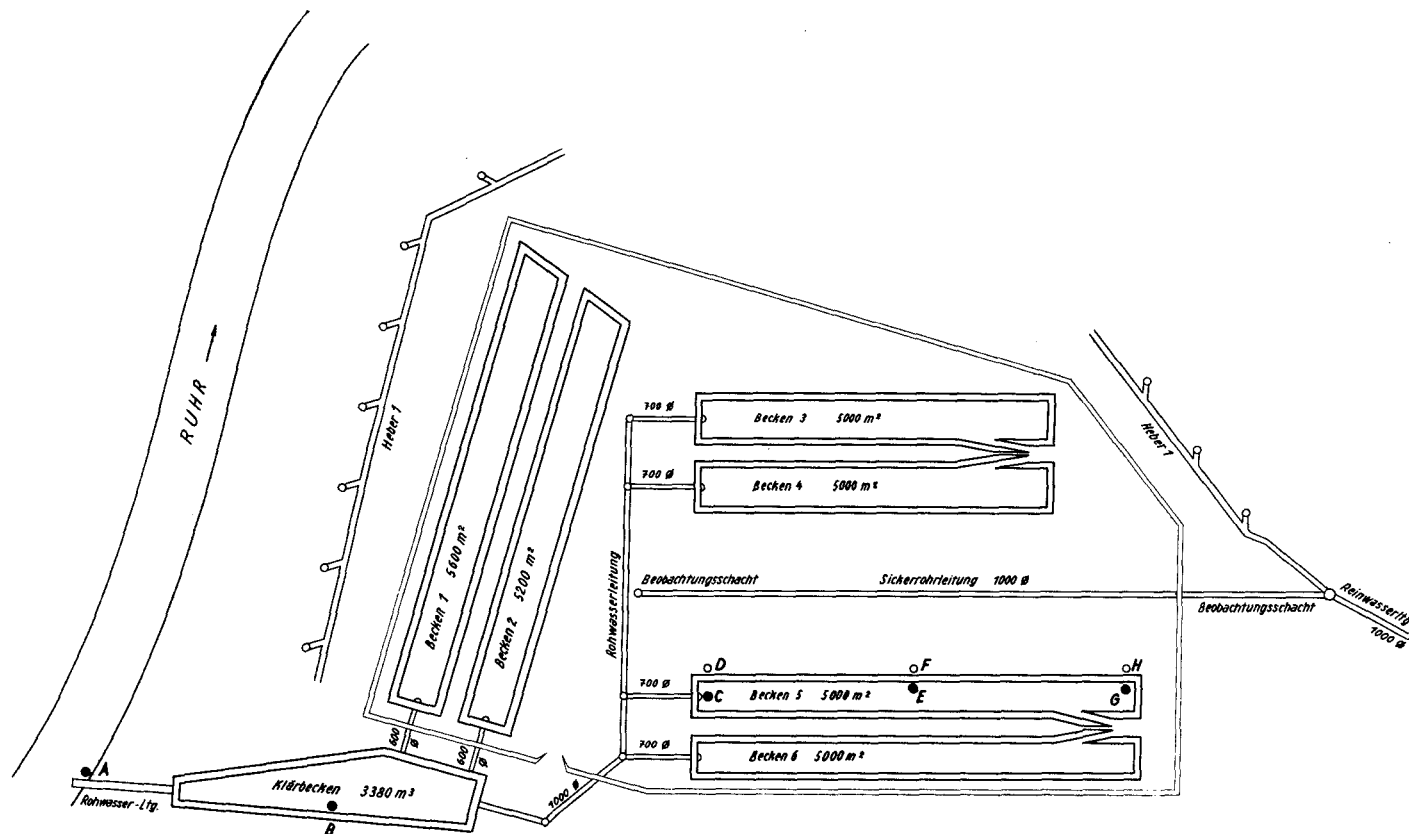 RUHR
Heber 1
Becken 1 5600 m²
Becken 2 5200 m²
700 ø
Becken 3 5000 m²
700 ø
Becken 4 5000 m²
Heber 1
Rohwasserleitung
Beobachtungsschacht
Sickerrohrleitung 1000 ø
Beobachtungsschacht
Reinwasserltg
1000 ø
D
F
H
700 ø
C
Becken 5 5000 m²
E
G
700 ø
Becken 6 5000 m²
600 ø
600 ø
1000 ø
A
Rohwasser-Ltg.
Klärbecken 3380 m³
B